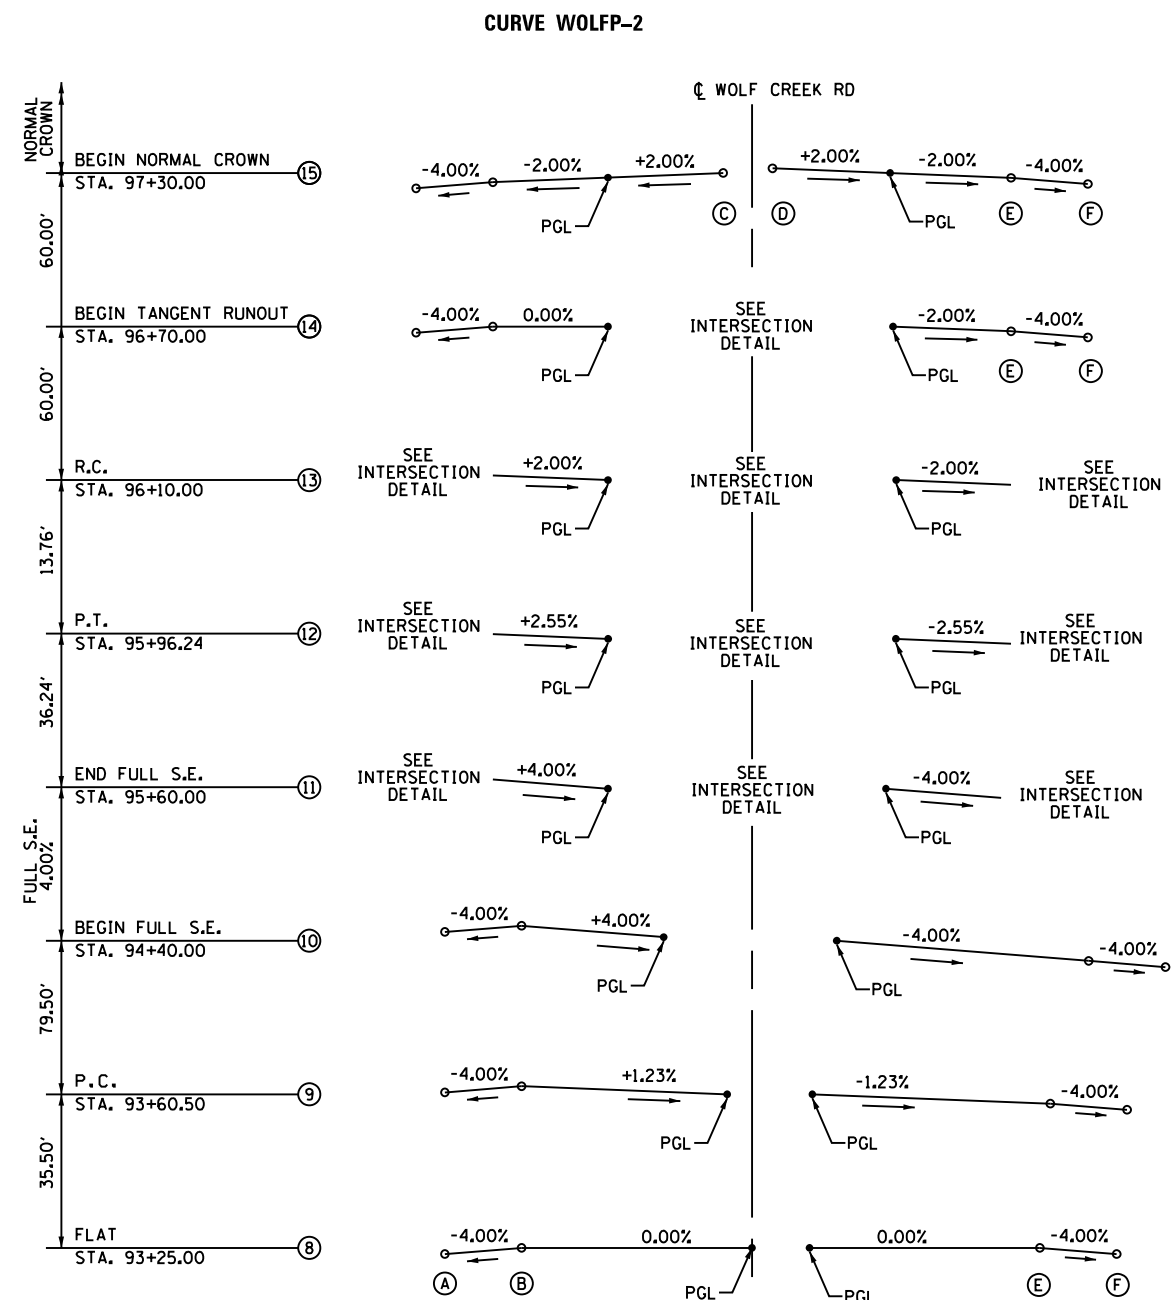 CURVE WOLFP–2
℄ WOLF CREEK RD
NORMAL
CROWN
BEGIN NORMAL CROWN
STA. 97+30.00
15
-4.00%
-2.00%
+2.00%
+2.00%
-2.00%
-4.00%
PGL
C
D
PGL
E
F
60.00'
BEGIN TANGENT RUNOUT
STA. 96+70.00
14
-4.00%
0.00%
SEE
INTERSECTION
DETAIL
-2.00%
-4.00%
PGL
PGL
E
F
60.00'
R.C.
STA. 96+10.00
13
SEE
INTERSECTION
DETAIL
+2.00%
SEE
INTERSECTION
DETAIL
-2.00%
SEE
INTERSECTION
DETAIL
PGL
PGL
13.76'
P.T.
STA. 95+96.24
12
SEE
INTERSECTION
DETAIL
+2.55%
SEE
INTERSECTION
DETAIL
-2.55%
SEE
INTERSECTION
DETAIL
PGL
PGL
36.24'
END FULL S.E.
STA. 95+60.00
11
SEE
INTERSECTION
DETAIL
+4.00%
SEE
INTERSECTION
DETAIL
-4.00%
SEE
INTERSECTION
DETAIL
PGL
PGL
FULL S.E.
4.00%
BEGIN FULL S.E.
STA. 94+40.00
10
-4.00%
+4.00%
-4.00%
-4.00%
PGL
PGL
79.50'
P.C.
STA. 93+60.50
9
-4.00%
+1.23%
-1.23%
-4.00%
PGL
PGL
35.50'
FLAT
STA. 93+25.00
8
-4.00%
0.00%
0.00%
-4.00%
A
B
PGL
PGL
E
F